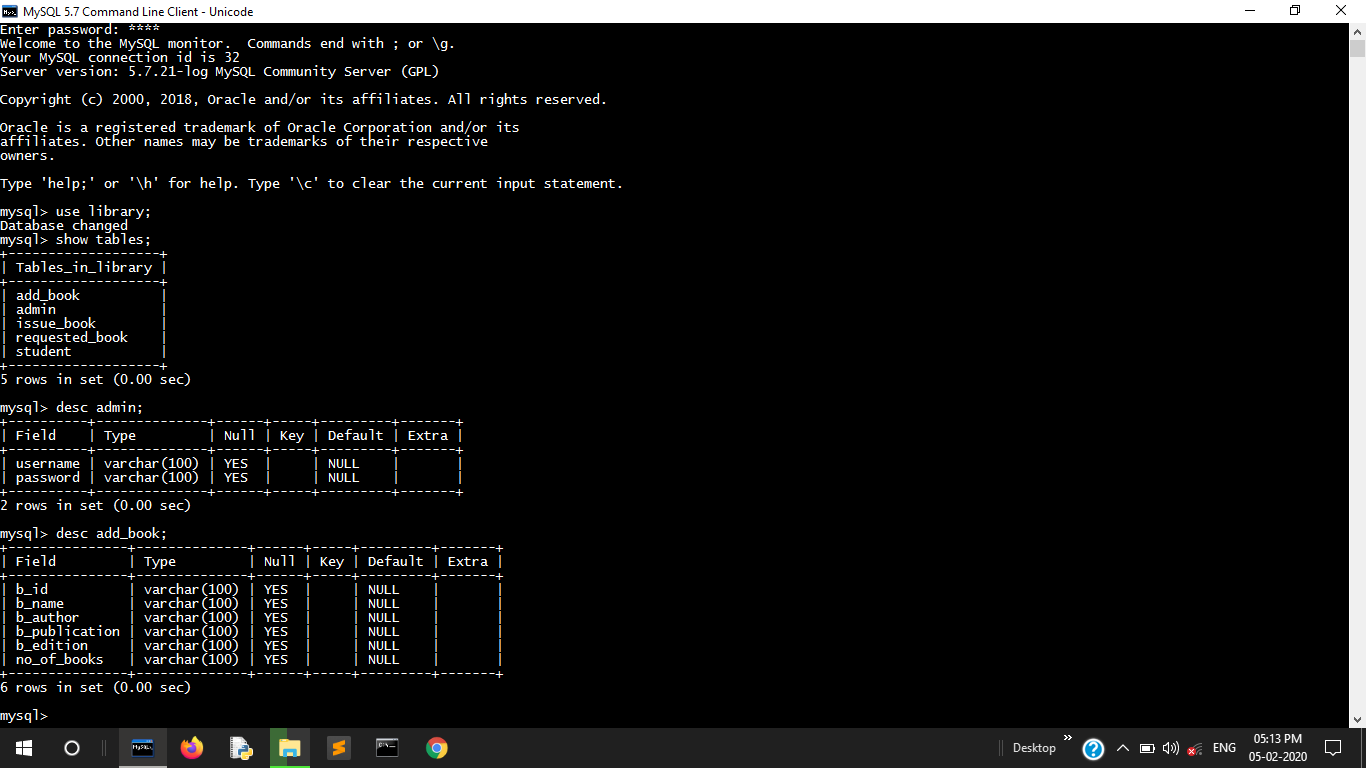 MySQL 5.7 Command Line Client - Unicode
Enter password: ****
Welcome to the MySQL monitor.  Commands end with ; or \g.
Your MySQL connection id is 32
Server version: 5.7.21-log MySQL Community Server (GPL)
Copyright (c) 2000, 2018, Oracle and/or its affiliates. All rights reserved.
Oracle is a registered trademark of Oracle Corporation and/or its
affiliates. Other names may be trademarks of their respective
owners.
Type 'help;' or '\h' for help. Type '\c' to clear the current input statement.
mysql> use library;
Database changed
mysql> show tables;
+-------------------+
| Tables_in_library |
+-------------------+
| add_book          |
| admin             |
| issue_book        |
| requested_book    |
| student           |
+-------------------+
5 rows in set (0.00 sec)
mysql> desc admin;
+----------+--------------+------+-----+---------+-------+
| Field    | Type         | Null | Key | Default | Extra |
+----------+--------------+------+-----+---------+-------+
| username | varchar(100) | YES  |     | NULL    |       |
| password | varchar(100) | YES  |     | NULL    |       |
+----------+--------------+------+-----+---------+-------+
2 rows in set (0.00 sec)
mysql> desc add_book;
+---------------+--------------+------+-----+---------+-------+
| Field         | Type         | Null | Key | Default | Extra |
+---------------+--------------+------+-----+---------+-------+
| b_id          | varchar(100) | YES  |     | NULL    |       |
| b_name        | varchar(100) | YES  |     | NULL    |       |
| b_author      | varchar(100) | YES  |     | NULL    |       |
| b_publication | varchar(100) | YES  |     | NULL    |       |
| b_edition     | varchar(100) | YES  |     | NULL    |       |
| no_of_books   | varchar(100) | YES  |     | NULL    |       |
+---------------+--------------+------+-----+---------+-------+
6 rows in set (0.00 sec)
mysql>
Desktop
ENG
05:13 PM
05-02-2020